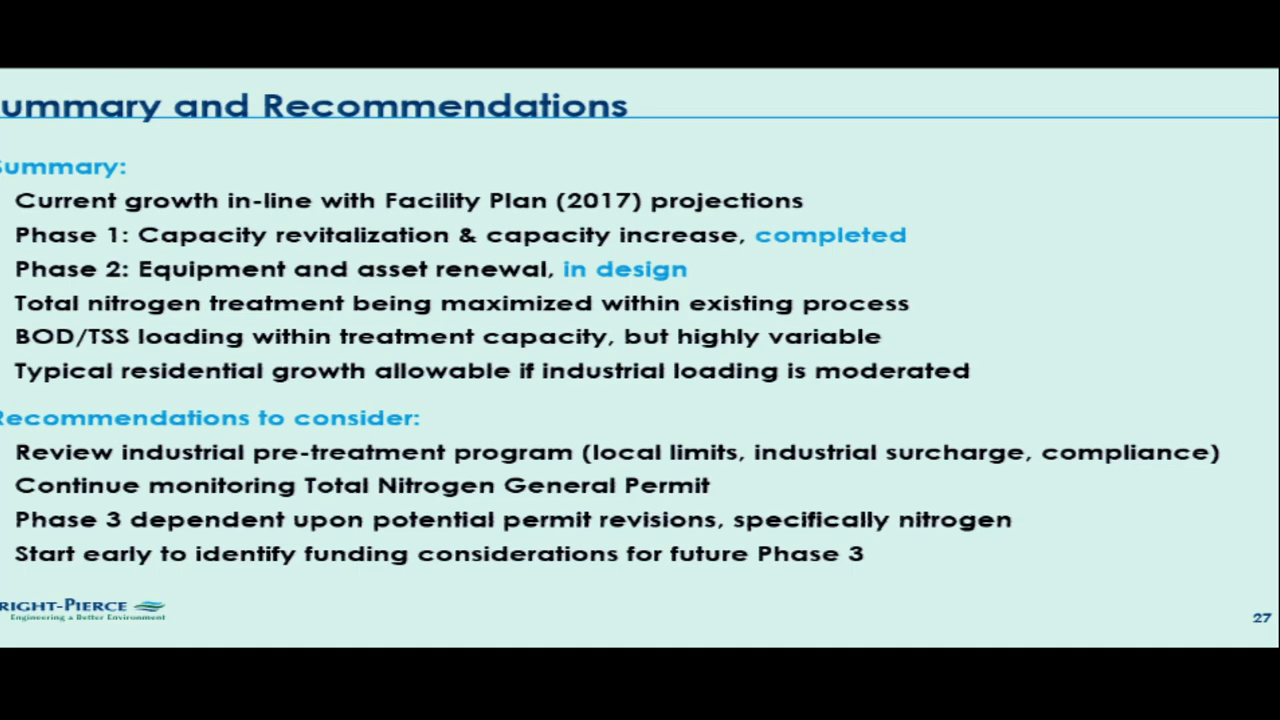 ummary and Recommendations
Summary:
Current growth in-line with Facility Plan (2017) projections
Phase 1: Capacity revitalization & capacity increase, completed
Phase 2: Equipment and asset renewal, in design
Total nitrogen treatment being maximized within existing process
BOD/TSS loading within treatment capacity, but highly variable
Typical residential growth allowable if industrial loading is moderated
Recommendations to consider:
Review industrial pre-treatment program (local limits, industrial surcharge, compliance)
Continue monitoring Total Nitrogen General Permit
Phase 3 dependent upon potential permit revisions, specifically nitrogen
Start early to identify funding considerations for future Phase 3
RIGHT-PIERCE
Engineering a Better Environment
27